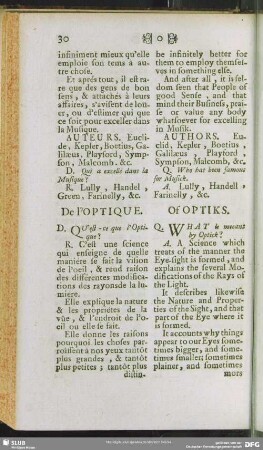 30
infiniment mieux qu'elle
emploie son tems à au-
tre chose.
Et aprés tout, il est ra-
re que des gens de bon
sens, & attachés à leurs
affaires, s'avisent de lou-
er, ou d'estimer qui que
ce soit pour exceller dans
la Musique.
AUTEURS. Eucli-
de, Kepler, Boetius, Ga-
lilæus, Playford, Symp-
son, Malcomb, &c.
D. Qui a excellé dans la
Musique?
R. Lully, Handel,
Green, Farinelly, &c.
De l'OPTIQUE.
D. Qu'est-ce que l'Opti-
que?
R. C'est une science
qui enseigne de quelle
manière se fait la vision
de l'oeil, & rend raison
des différentes modifica-
tions des rayons de la lu-
mière.
Elle explique la nature
& les propriétés de la
vüe, & l'endroit de l'o-
eil ou elle se fait.
Elle donne les raisons
pourquoi les choses pa-
roissent à nos yeux tantôt
plus grandes, & tantôt
plus petites; tantôt plus
distin-
be infinitely better for
them to employ themsel-
ves in something else.
And after all, it is sel-
dom seen that People of
good Sense, and that
mind their Business, prai-
se or value any body
whatsoever for excelling
in Musik.
AUTHORS. Eu-
clid, Kepler, Boetius,
Galilæus, Playford,
Sympson, Malcomb, &c.
Q. Who hat been famous
for Musick.
A. Lully, Handell,
Farinelly, &c.
Of OPTIKS.
Q. WHAT is meant
by Optick?
A. A Science which
treats of the manner the
Eye-sight is formed, and
explains the several Mo-
difications of the Rays of
the Light.
It describes likewise
the Nature and Proper-
ties of the Sight, and that
part of the Eye where it
is formed.
It accounts why things
appear to our Eyes some-
times bigger, and some-
times smaller; sometimes
plainer, and sometimes
more
SLUB